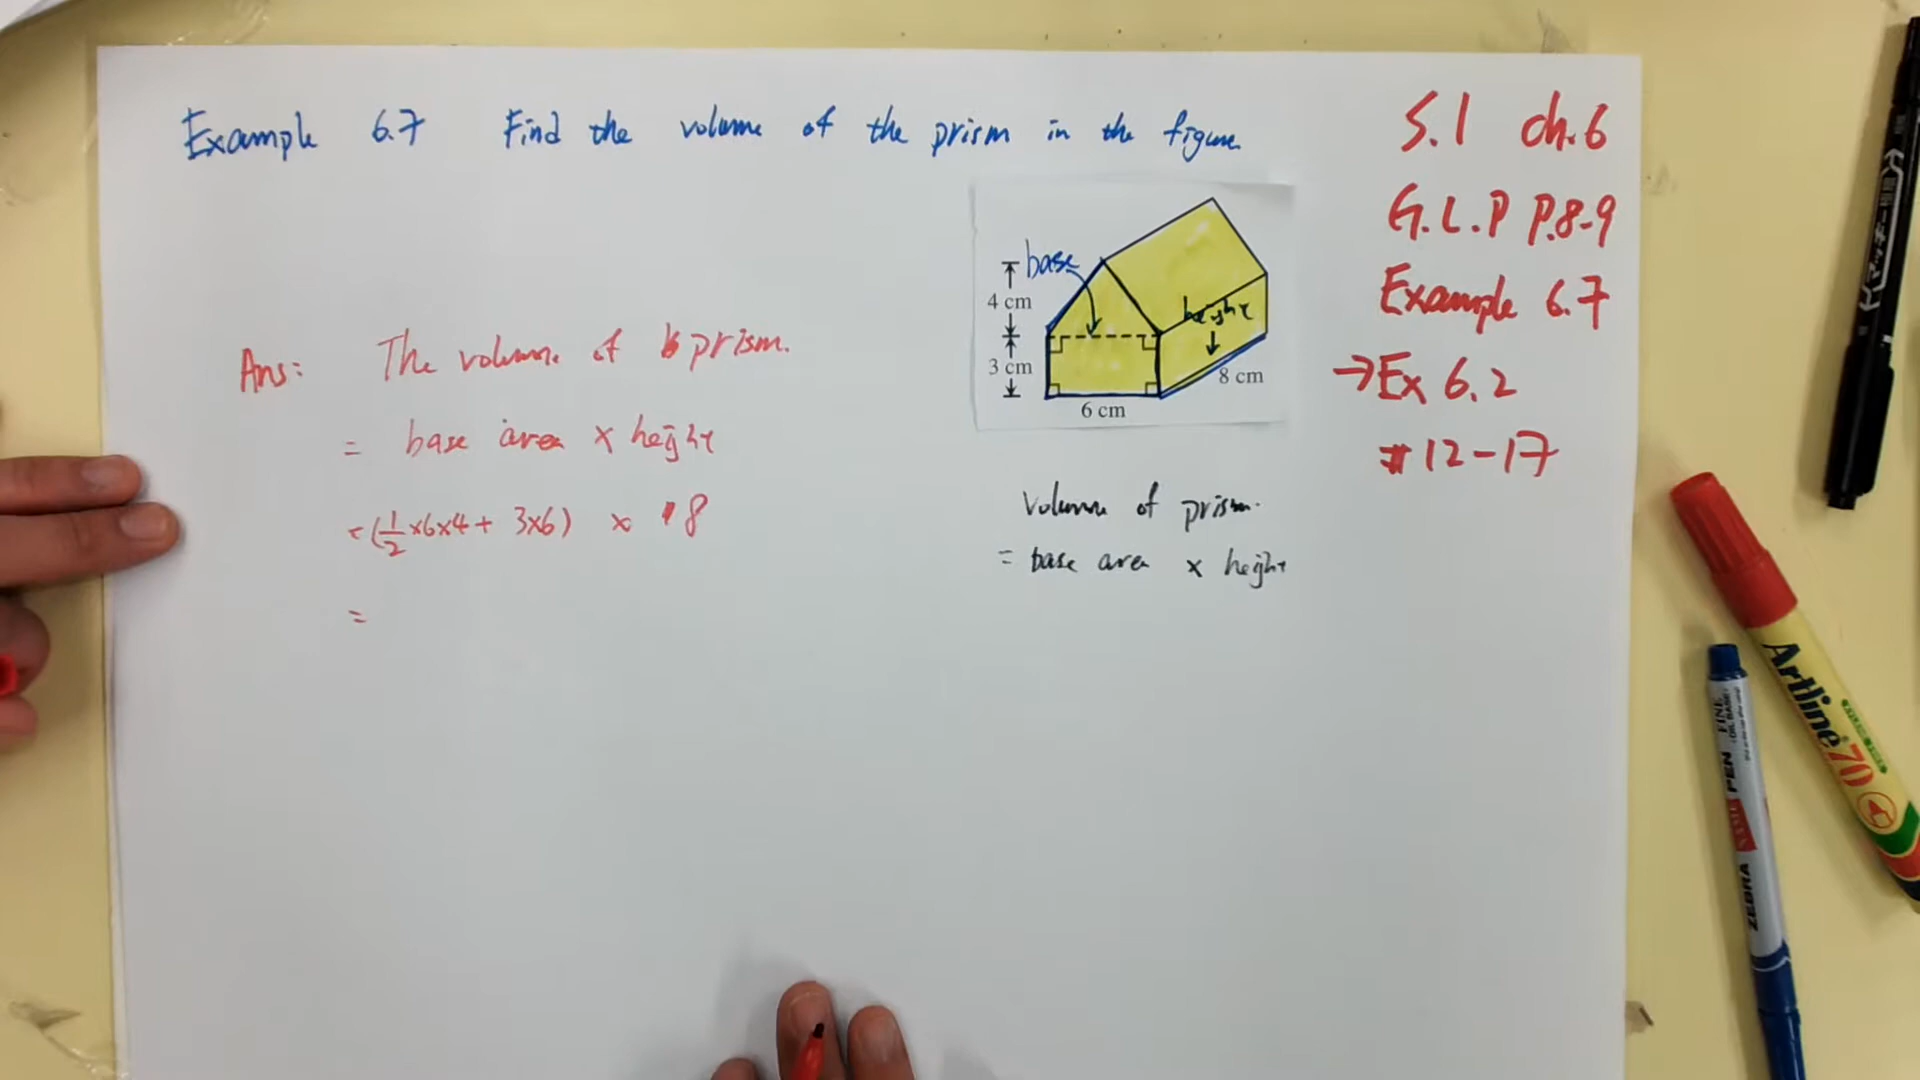 Example 6.7 Find the volume of the prism in the figure.
S.1 ch.6
G.L.P P.8-9
Example 6.7
→Ex 6.2
#12-17
base
4 cm
height
3 cm
8 cm
6 cm
Ans: The volume of prism.
= base area × height
= (1/2 ×6×4 + 3×6) × 8
=
Volume of prism.
= base area × height
Artline 70
ZEBRA
PEN FINE